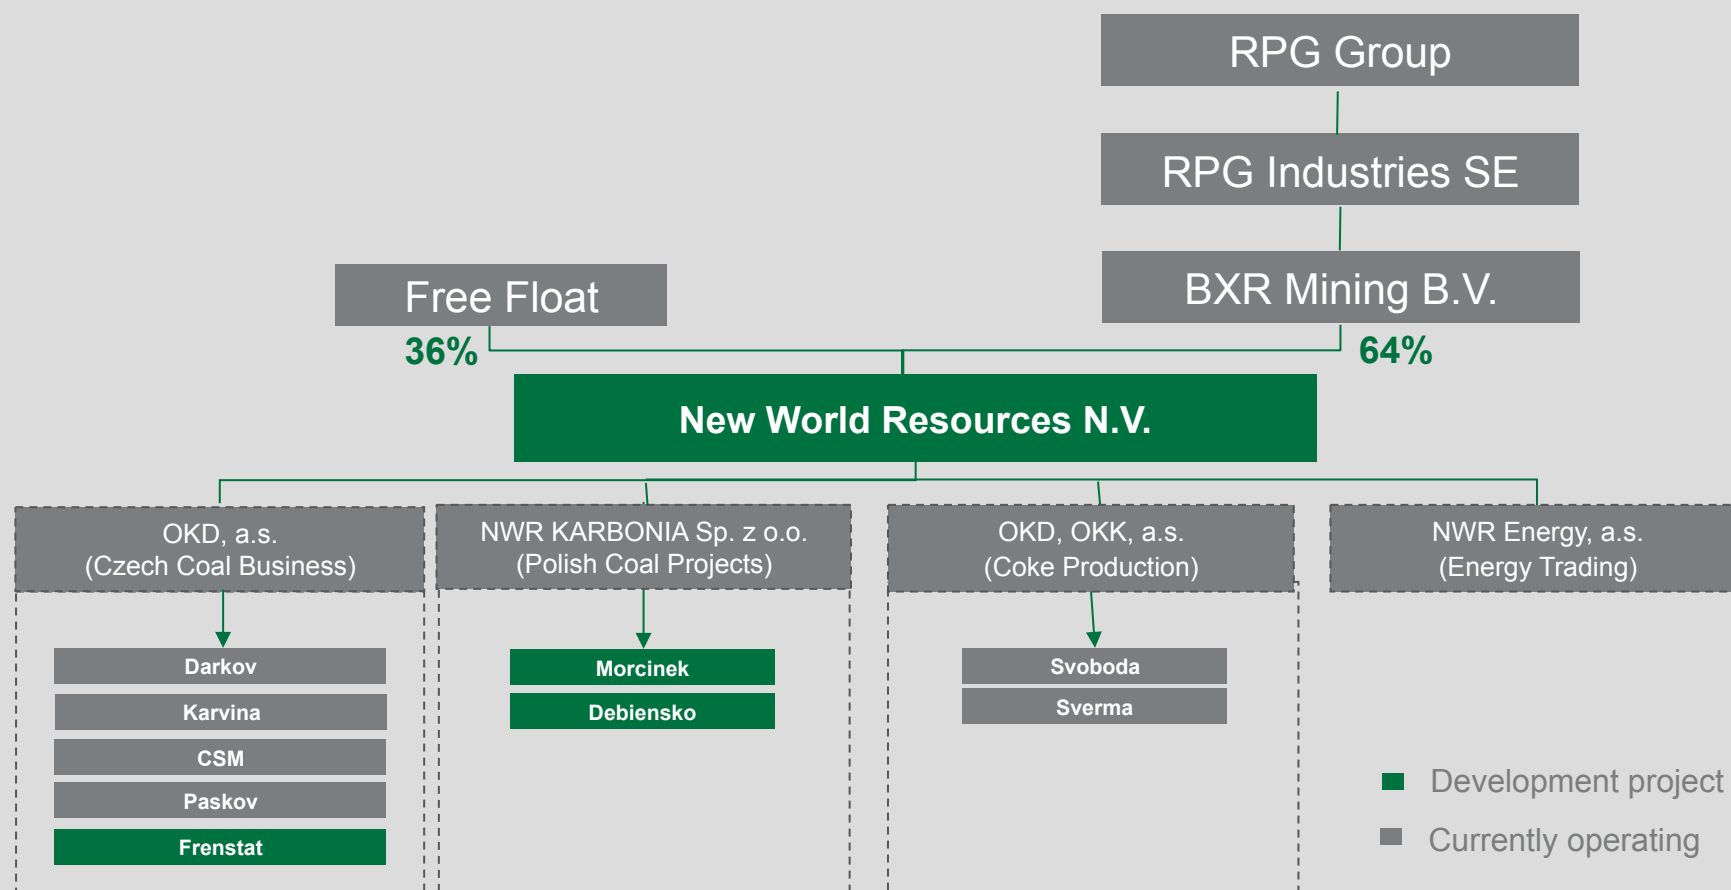 RPG Group
RPG Industries SE
BXR Mining B.V.
Free Float
36%
64%
New World Resources N.V.
OKD, a.s.
(Czech Coal Business)
NWR KARBONIA Sp. z o.o.
(Polish Coal Projects)
OKD, OKK, a.s.
(Coke Production)
NWR Energy, a.s.
(Energy Trading)
Darkov
Karvina
CSM
Paskov
Frenstat
Morcinek
Debiensko
Svoboda
Sverma
Development project
Currently operating